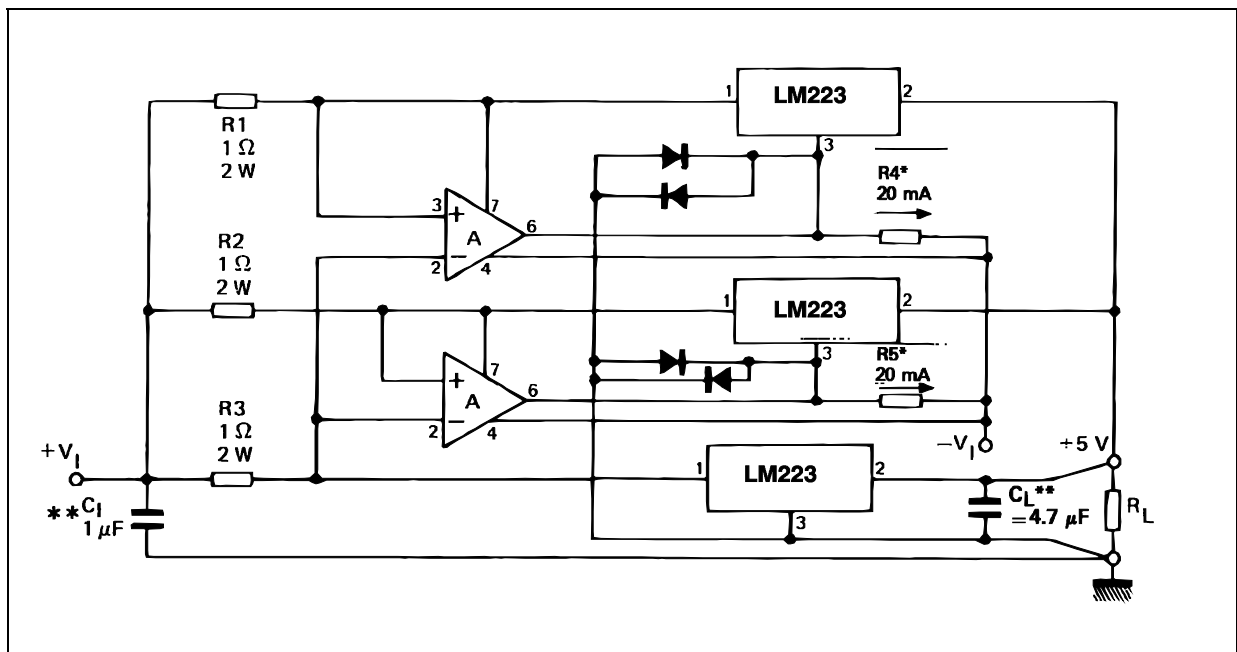 R1
1 Ω
2 W
1 LM223 2
3
R4*
20 mA
3 + 7
A 6
2 − 4
R2
1 Ω
2 W
1 LM223 2
3
R5*
20 mA
+ 7
A 6
2 − 4
R3
1 Ω
2 W
+VI
−VI
+5 V
1 LM223 2
3
**CI
1 μF
CL**
=4.7 μF
RL